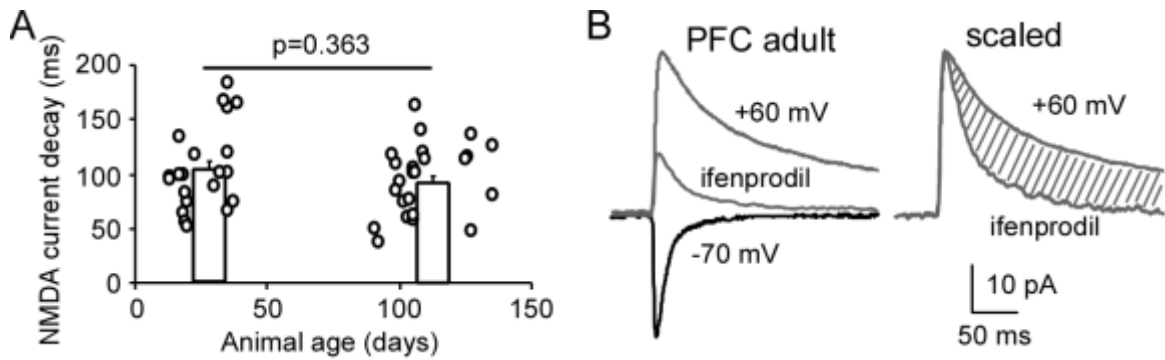 A
p=0.363
NMDA current decay (ms)
200
150
100
50
0
0 50 100 150
Animal age (days)
B
PFC adult
+60 mV
ifenprodil
-70 mV
scaled
+60 mV
ifenprodil
10 pA
50 ms